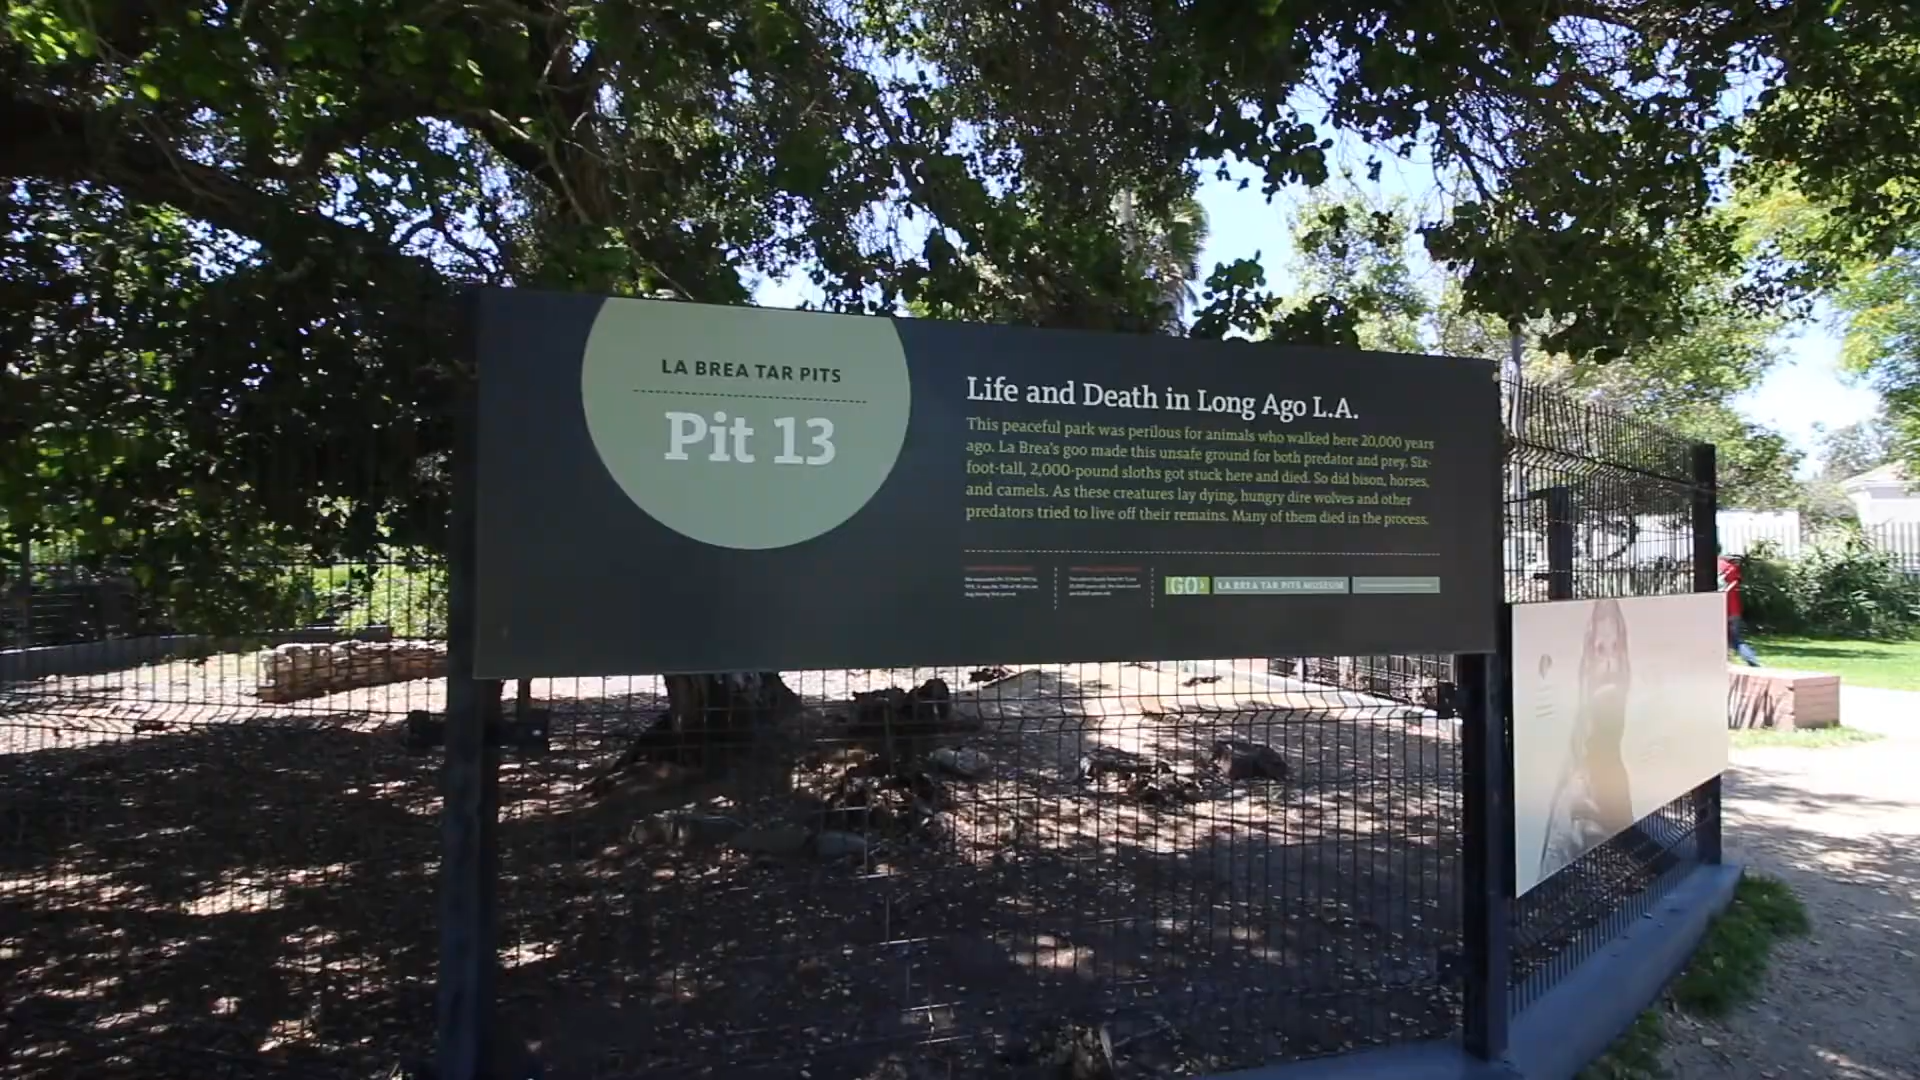 LA BREA TAR PITS
Pit 13
Life and Death in Long Ago L.A.
This peaceful park was perilous for animals who walked here 20,000 years
ago. La Brea's goo made this unsafe ground for both predator and prey. Six-
foot-tall, 2,000-pound sloths got stuck here and died. So did bison, horses,
and camels. As these creatures lay dying, hungry dire wolves and other
predators tried to live off their remains. Many of them died in the process.
GO›
LA BREA TAR PITS MUSEUM